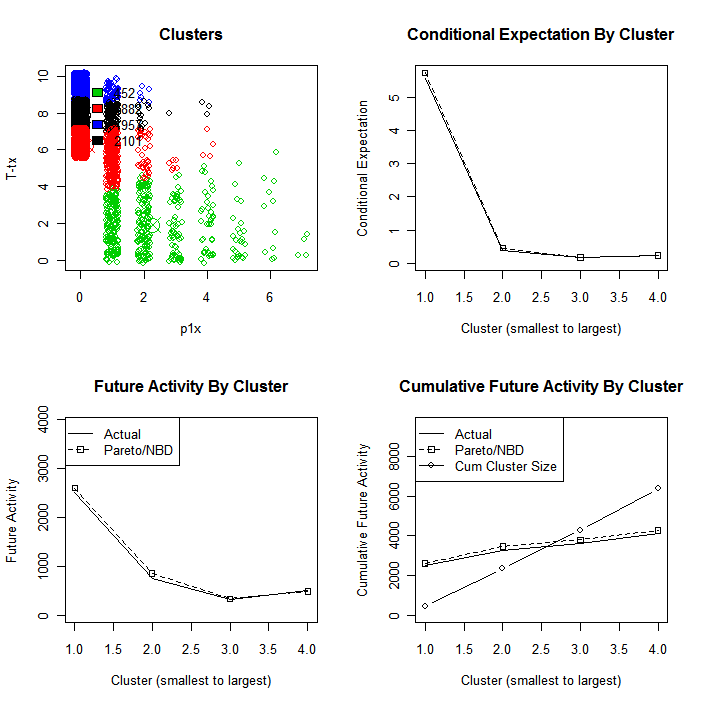 Clusters
T-tx
10
8
6
4
2
0
2101
0
2
4
6
p1x
Conditional Expectation By Cluster
Conditional Expectation
5
4
3
2
1
0
1.0
1.5
2.0
2.5
3.0
3.5
4.0
Cluster (smallest to largest)
Future Activity By Cluster
Future Activity
4000
3000
2000
1000
0
Actual
Pareto/NBD
1.0
1.5
2.0
2.5
3.0
3.5
4.0
Cluster (smallest to largest)
Cumulative Future Activity By Cluster
Cumulative Future Activity
8000
6000
4000
2000
0
Actual
Pareto/NBD
Cum Cluster Size
1.0
1.5
2.0
2.5
3.0
3.5
4.0
Cluster (smallest to largest)